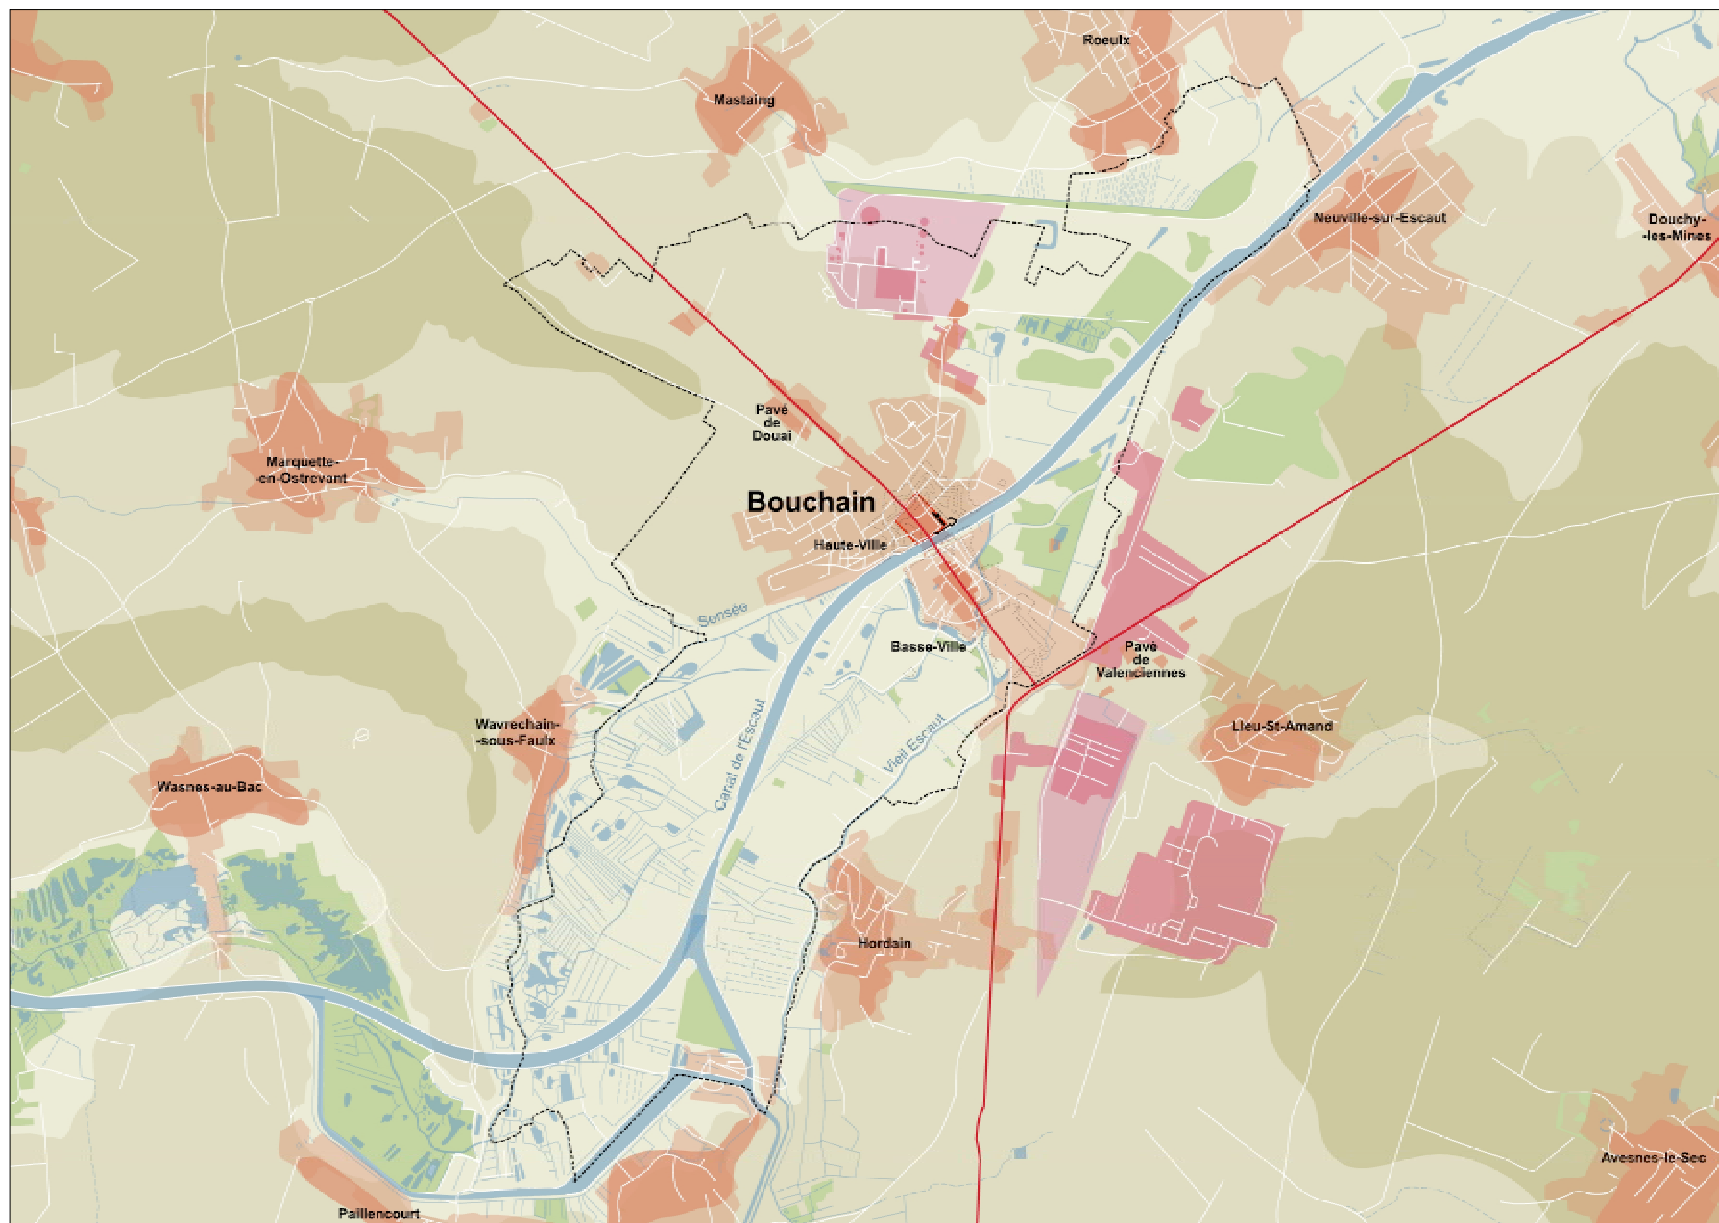 Roeulx
Mastaing
Neuville-sur-Escaut
Douchy-
-les-Mines
Pavé
de
Douai
Marquette-
-en-Ostrevant
Bouchain
Haute-Ville
Sensée
Basse-Ville
Pavé
de
Valenciennes
Wavrechain-
-sous-Faulx
Canal de l'Escaut
Vieil Escaut
Lieu-St-Amand
Wasnes-au-Bac
Hordain
Avesnes-le-Sec
Paillencourt